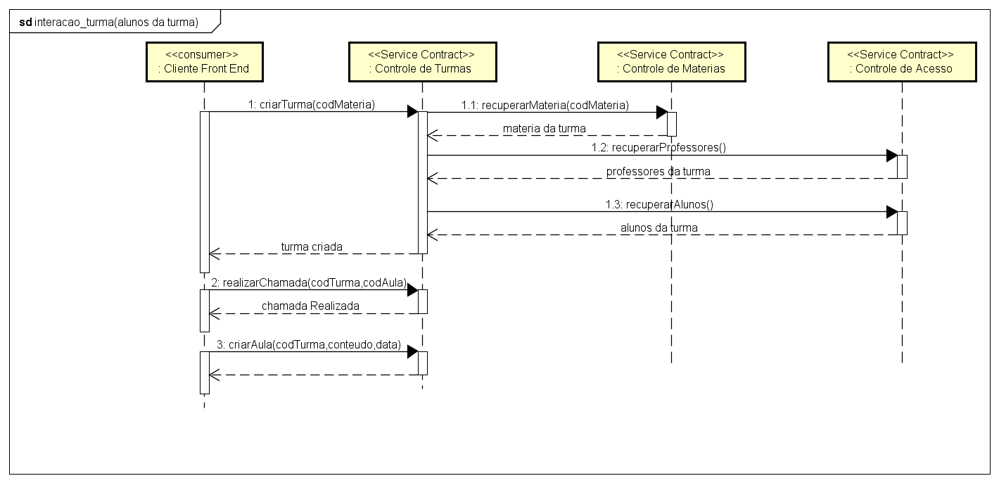 sd interacao_turma(alunos da turma)
<<consumer>>
: Cliente Front End
<<Service Contract>>
: Controle de Turmas
<<Service Contract>>
: Controle de Materias
<<Service Contract>>
: Controle de Acesso
1: criarTurma(codMateria)
1.1: recuperarMateria(codMateria)
materia da turma
1.2: recuperarProfessores()
professores da turma
1.3: recuperarAlunos()
alunos da turma
turma criada
2: realizarChamada(codTurma,codAula)
chamada Realizada
3: criarAula(codTurma,conteudo,data)